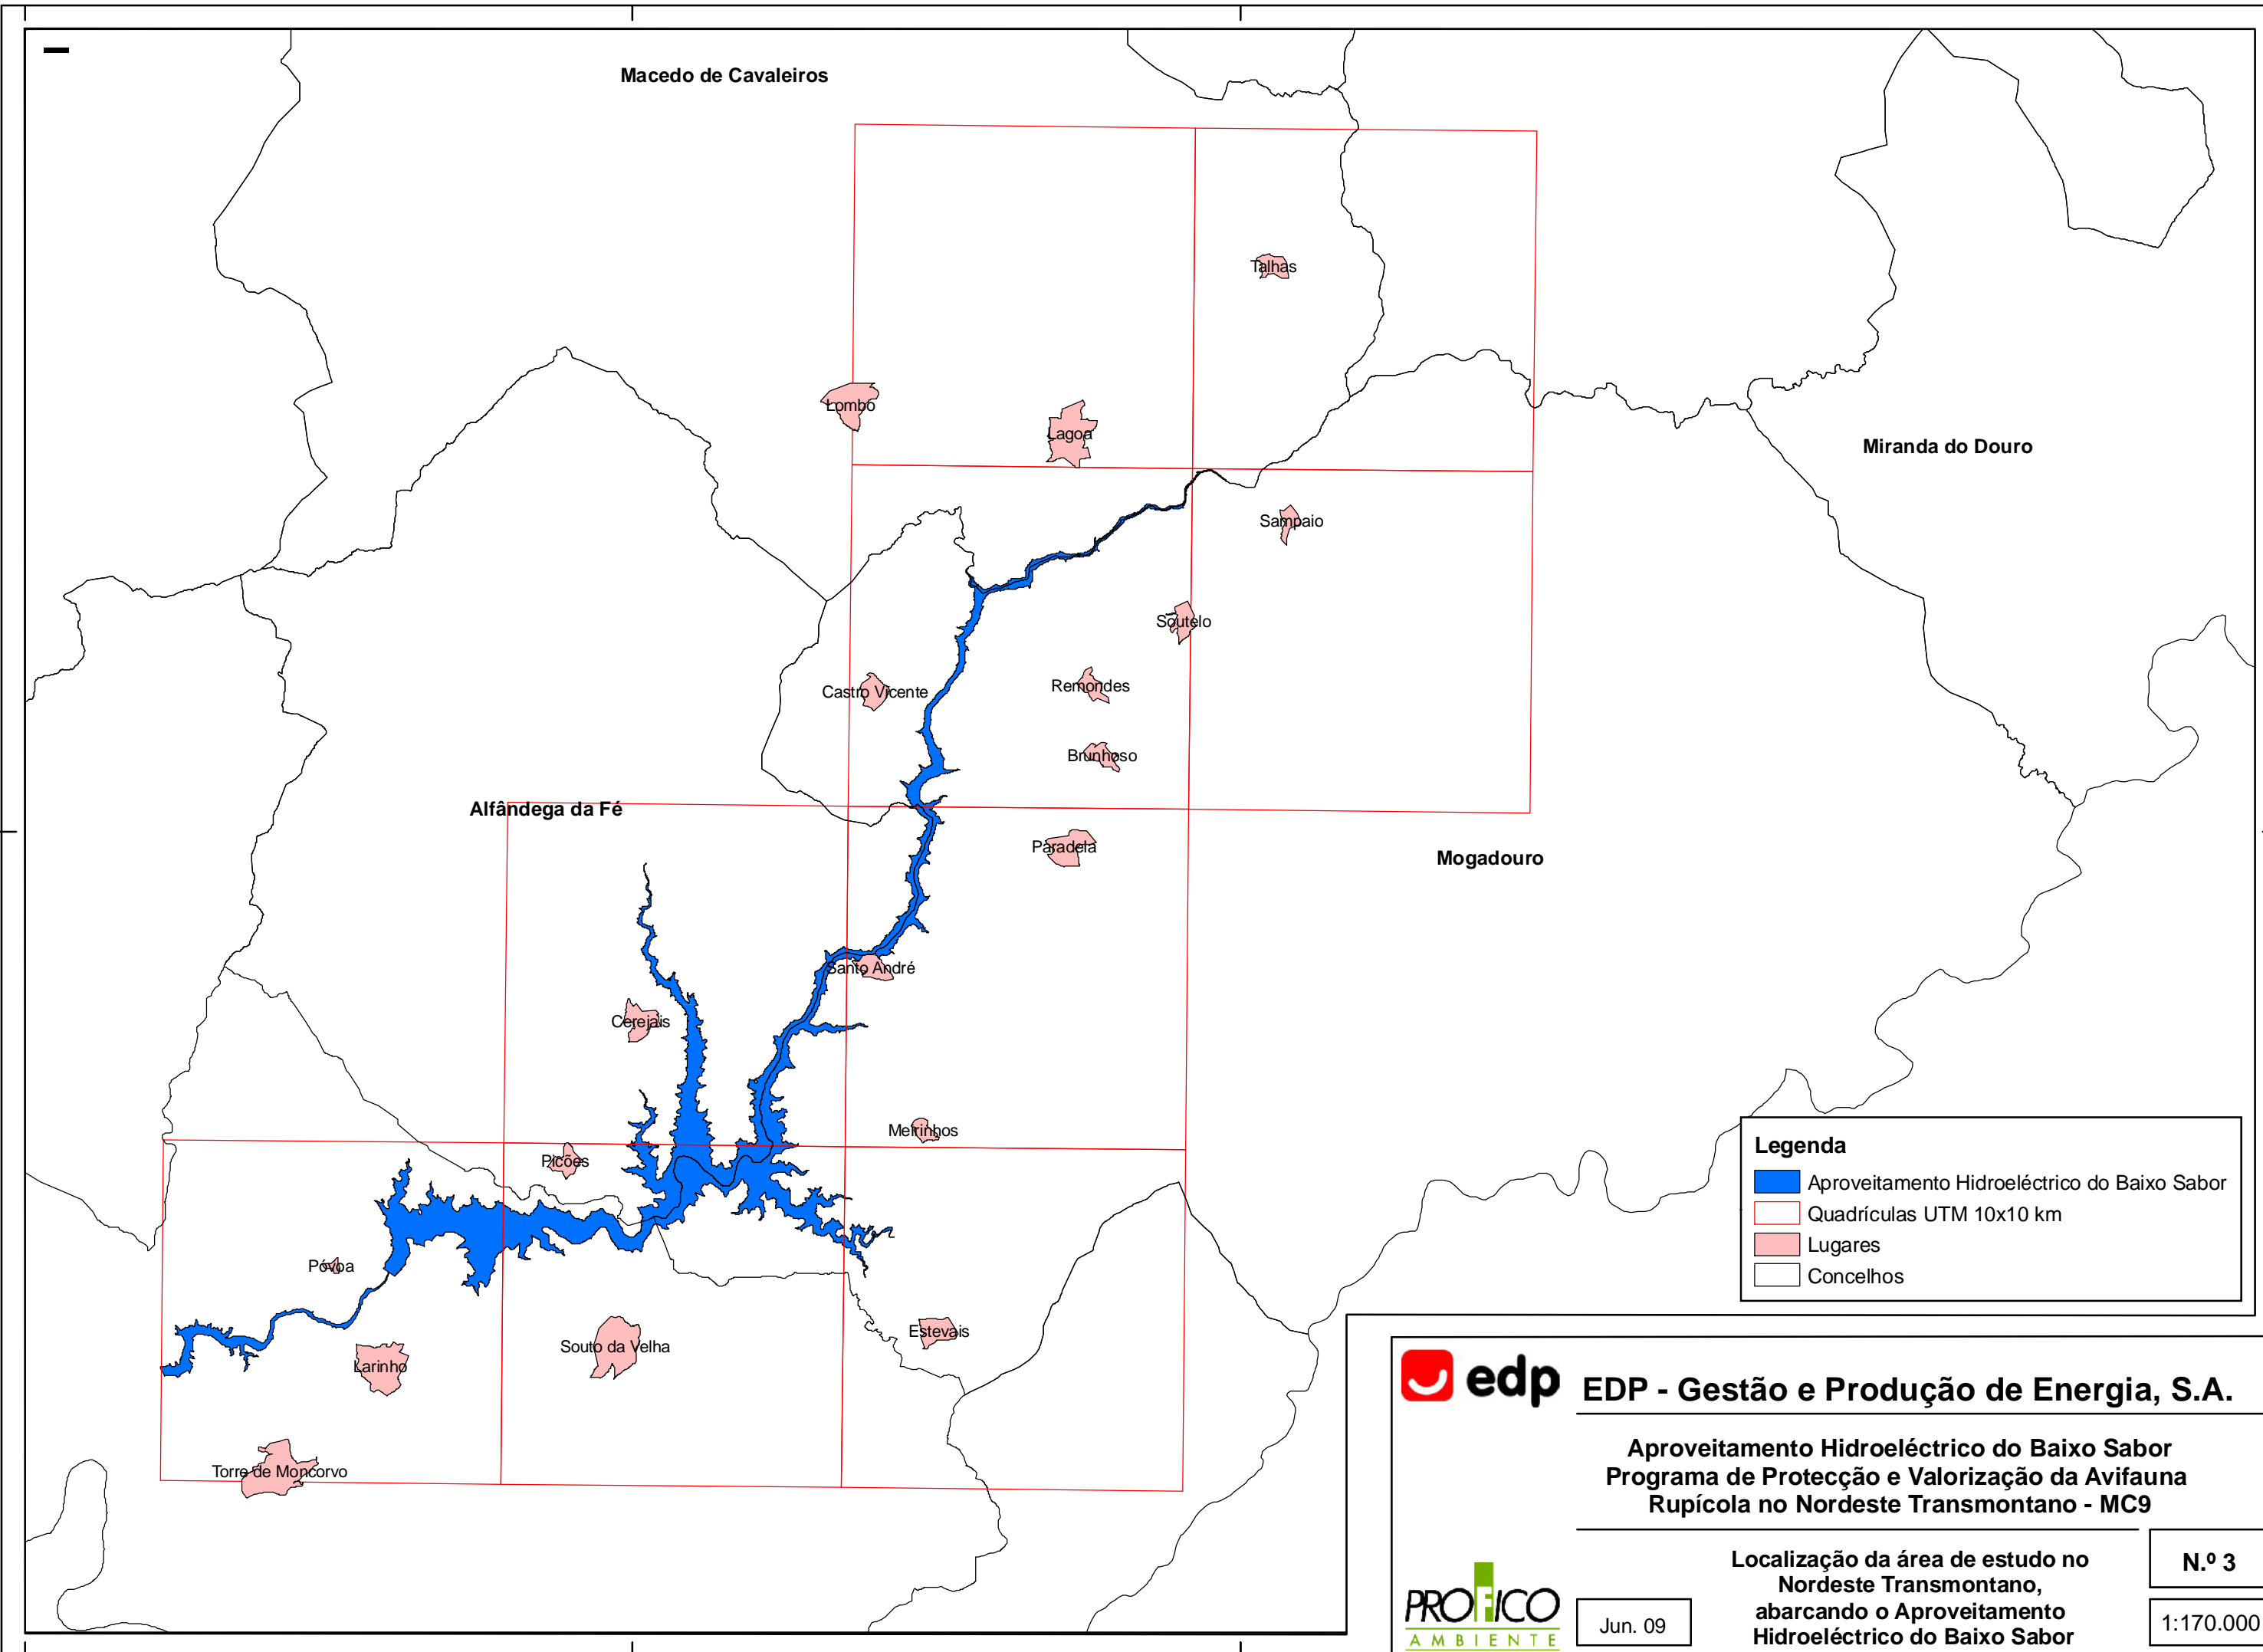 Macedo de Cavaleiros
Talhas
Lombo
Lagoa
Miranda do Douro
Sampaio
Soutelo
Castro Vicente
Remondes
Brunhoso
Alfândega da Fé
Paradela
Mogadouro
Santo André
Cerejais
Meirinhos
Picões
Póvoa
Estevais
Souto da Velha
Larinho
Torre de Moncorvo
Legenda
Aproveitamento Hidroeléctrico do Baixo Sabor
Quadrículas UTM 10x10 km
Lugares
Concelhos
edp
EDP - Gestão e Produção de Energia, S.A.
Aproveitamento Hidroeléctrico do Baixo Sabor
Programa de Protecção e Valorização da Avifauna
Rupícola no Nordeste Transmontano - MC9
PROFICO
AMBIENTE
Jun. 09
Localização da área de estudo no
Nordeste Transmontano,
abarcando o Aproveitamento
Hidroeléctrico do Baixo Sabor
N.º 3
1:170.000